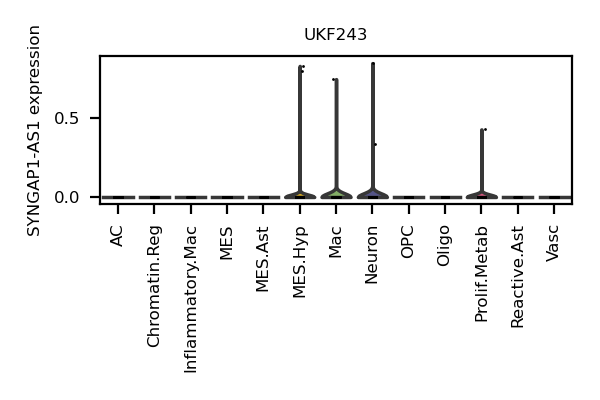 UKF243
SYNGAP1-AS1 expression
0.5
0.0
AC
Chromatin.Reg
Inflammatory.Mac
MES
MES.Ast
MES.Hyp
Mac
Neuron
OPC
Oligo
Prolif.Metab
Reactive.Ast
Vasc